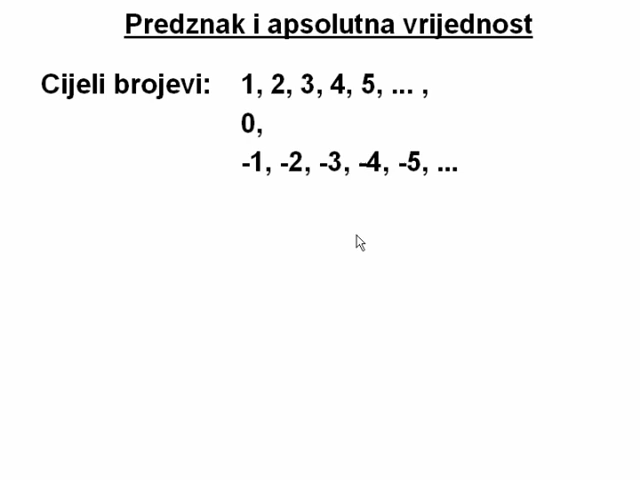 Predznak i apsolutna vrijednost
Cijeli brojevi: 1, 2, 3, 4, 5, ... ,
0,
-1, -2, -3, -4, -5, ...